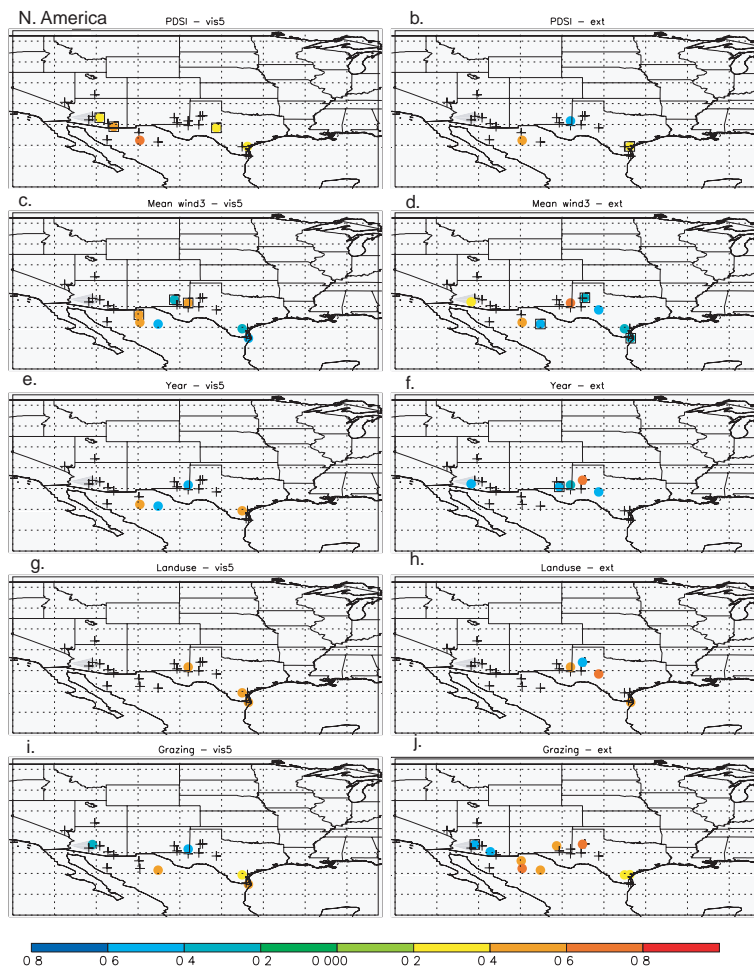 N. America
PDSI – vis5
b.
PDSI – ext
c.
Mean wind3 – vis5
d.
Mean wind3 – ext
e.
Year – vis5
f.
Year – ext
g.
Landuse – vis5
h.
Landuse – ext
i.
Grazing – vis5
j.
Grazing – ext
0 8 0 6 0 4 0 2 0 000 0 2 0 4 0 6 0 8